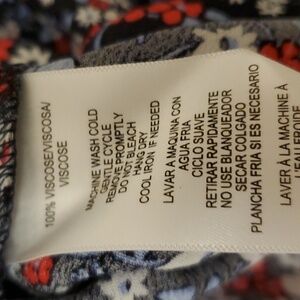 100% VISCOSE/VISCOSA/
VISCOSE
MACHINE WASH COLD
GENTLE CYCLE
REMOVE PROMPTLY
DO NOT BLEACH
HANG DRY
COOL IRON IF NEEDED
LAVAR A MAQUINA CON
AGUA FRIA
CICLO SUAVE
RETIRAR RAPIDAMENTE
NO USE BLANQUEADOR
SECAR COLGADO
PLANCHA FRIA SI ES NECESARIO
LAVER À
L'EAU